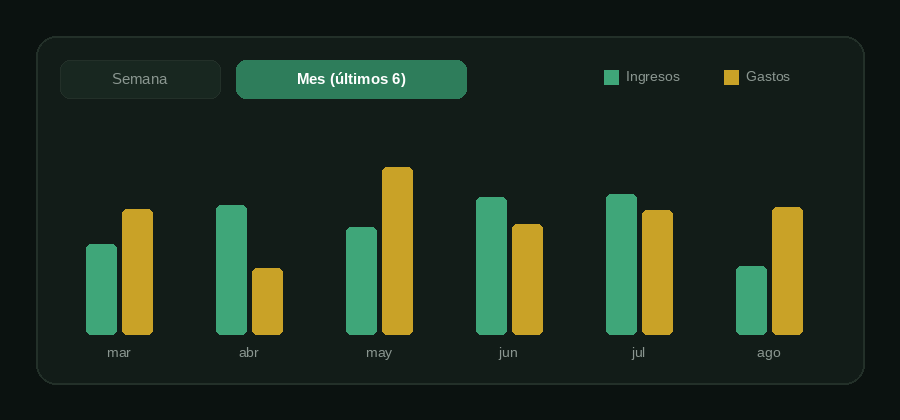 Semana
Mes (últimos 6)
Ingresos
Gastos
mar
abr
may
jun
jul
ago